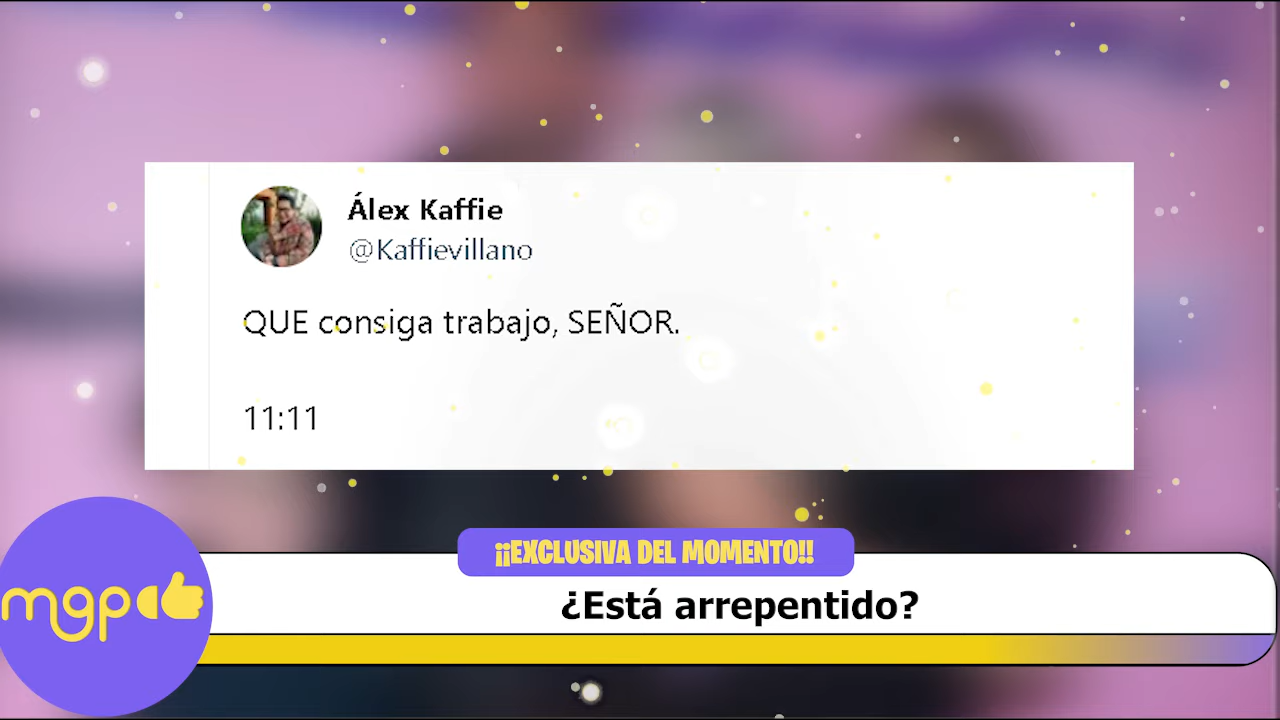 Álex Kaffie
@Kaffievillano
QUE consiga trabajo, SEÑOR.
11:11
¡¡EXCLUSIVA DEL MOMENTO!!
¿Está arrepentido?
mgp